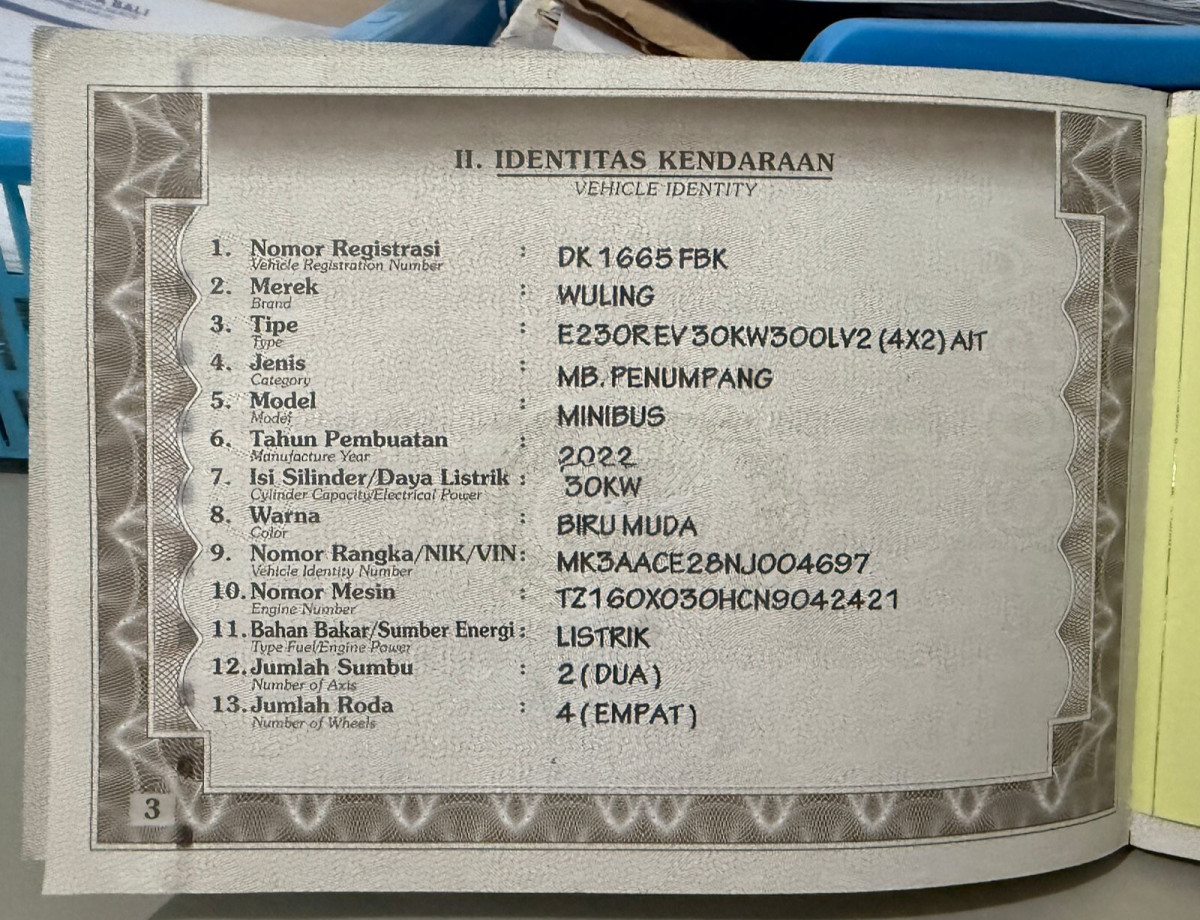 BALI
II. IDENTITAS KENDARAAN
VEHICLE IDENTITY
1. Nomor Registrasi : DK 1665 FBK
Vehicle Registration Number
2. Merek : WULING
Brand
3. Tipe : E230REV30KW300LV2 (4X2) A/T
Type
4. Jenis : MB. PENUMPANG
Category
5. Model : MINIBUS
Model
6. Tahun Pembuatan : 2022
Manufacture Year
7. Isi Silinder/Daya Listrik : 30KW
Cylinder Capacity/Electrical Power
8. Warna : BIRU MUDA
Color
9. Nomor Rangka/NIK/VIN : MK3AACE28NJ004697
Vehicle Identity Number
10. Nomor Mesin : TZ160X030HCN9042421
Engine Number
11. Bahan Bakar/Sumber Energi : LISTRIK
Type Fuel/Engine Power
12. Jumlah Sumbu : 2 (DUA)
Number of Axis
13. Jumlah Roda : 4 (EMPAT)
Number of Wheels
3